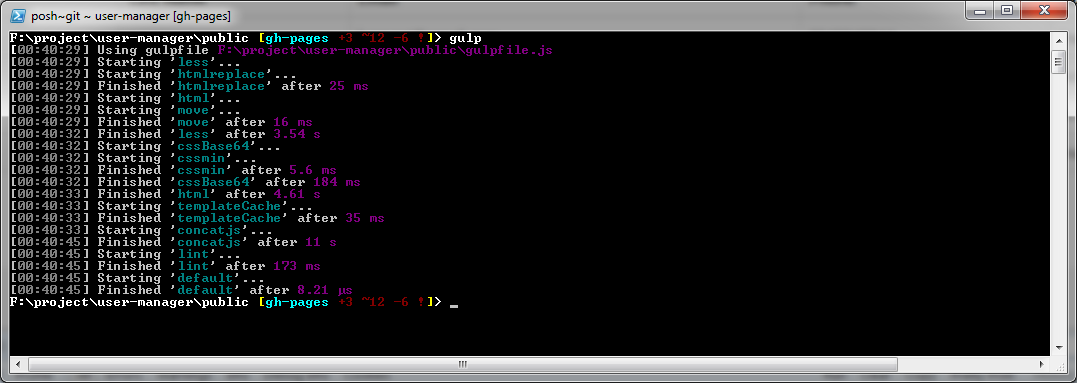 posh~git ~ user-manager [gh-pages]
F:\project\user-manager\public [gh-pages +3 ~12 -6 !]> gulp
[00:40:29] Using gulpfile F:\project\user-manager\public\gulpfile.js
[00:40:29] Starting 'less'...
[00:40:29] Starting 'htmlreplace'...
[00:40:29] Finished 'htmlreplace' after 25 ms
[00:40:29] Starting 'html'...
[00:40:29] Starting 'move'...
[00:40:29] Finished 'move' after 16 ms
[00:40:32] Finished 'less' after 3.54 s
[00:40:32] Starting 'cssBase64'...
[00:40:32] Starting 'cssmin'...
[00:40:32] Finished 'cssmin' after 5.6 ms
[00:40:32] Finished 'cssBase64' after 184 ms
[00:40:33] Finished 'html' after 4.61 s
[00:40:33] Starting 'templateCache'...
[00:40:33] Finished 'templateCache' after 35 ms
[00:40:33] Starting 'concatjs'...
[00:40:45] Finished 'concatjs' after 11 s
[00:40:45] Starting 'lint'...
[00:40:45] Finished 'lint' after 173 ms
[00:40:45] Starting 'default'...
[00:40:45] Finished 'default' after 8.21 μs
F:\project\user-manager\public [gh-pages +3 ~12 -6 !]> _